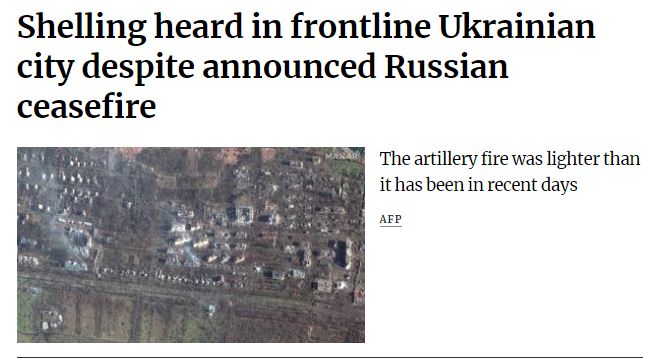 Shelling heard in frontline Ukrainian
city despite announced Russian
ceasefire
MAXAR
The artillery fire was lighter than
it has been in recent days
AFP